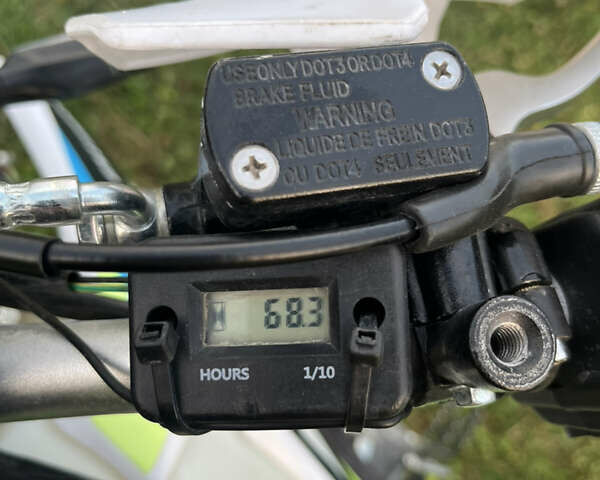 USE ONLY DOT3 OR DOT4
BRAKE FLUID
WARNING
LIQUIDE DE FREIN DOT3
OU DOT4 SEULEMENT
68.3
HOURS 1/10